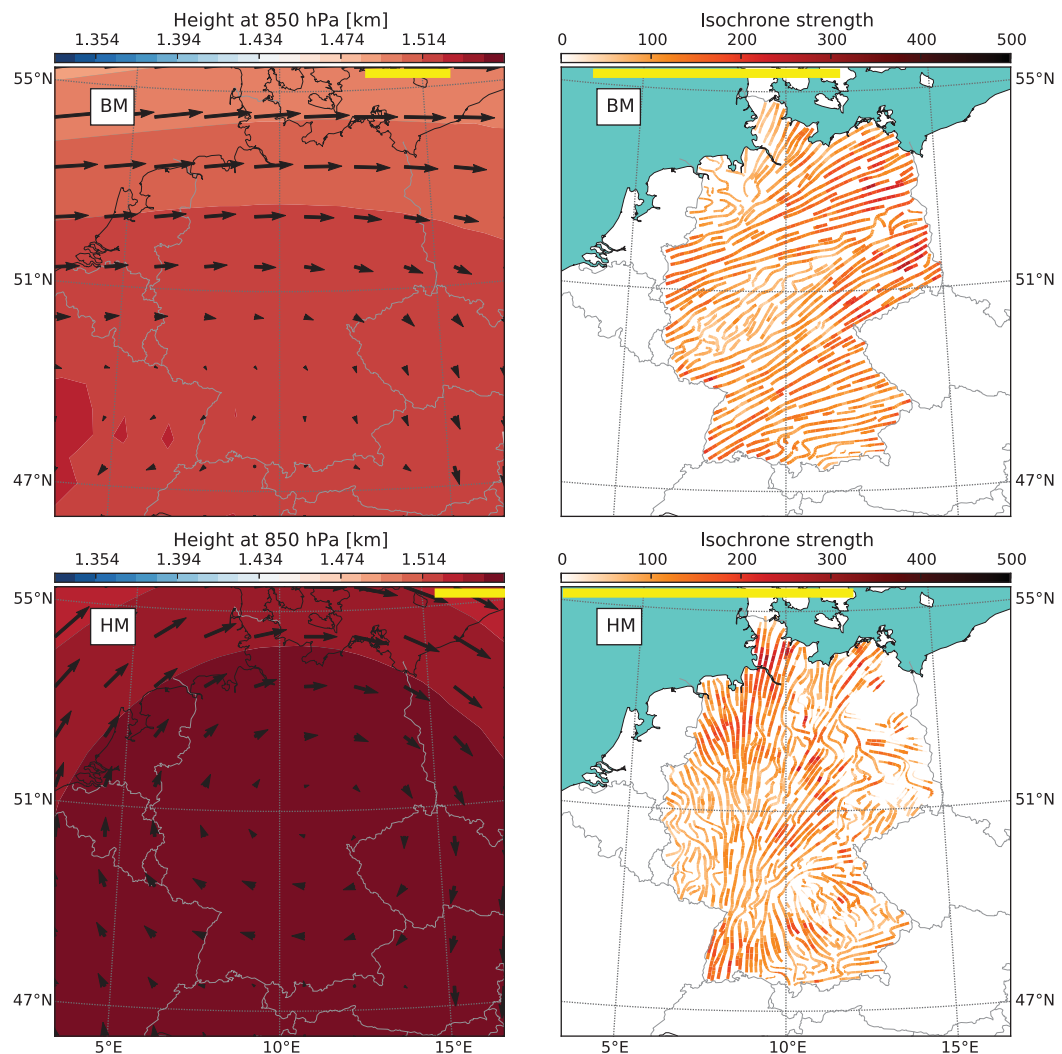 Height at 850 hPa [km]
1.354 1.394 1.434 1.474 1.514
55°N
BM
51°N
47°N
Isochrone strength
0 100 200 300 400 500
BM
55°N
51°N
47°N
Height at 850 hPa [km]
1.354 1.394 1.434 1.474 1.514
55°N
HM
51°N
47°N
5°E 10°E 15°E
Isochrone strength
0 100 200 300 400 500
HM
55°N
51°N
47°N
5°E 10°E 15°E